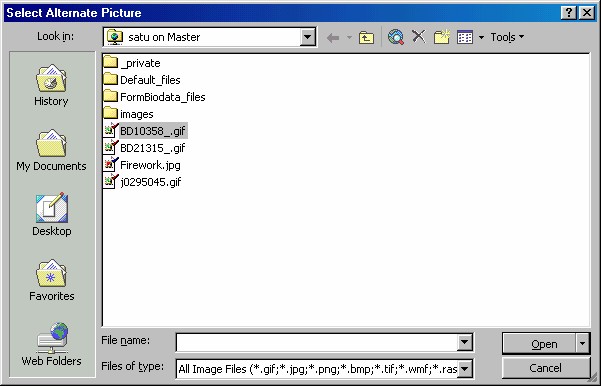 Select Alternate Picture
Look in: satu on Master Tools
_private
Default_files
FormBiodata_files
images
BD10358_.gif
BD21315_.gif
Firework.jpg
j0295045.gif
History
My Documents
Desktop
Favorites
Web Folders
File name: Open
Files of type: All Image Files (*.gif;*.jpg;*.png;*.bmp;*.tif;*.wmf;*.ras Cancel